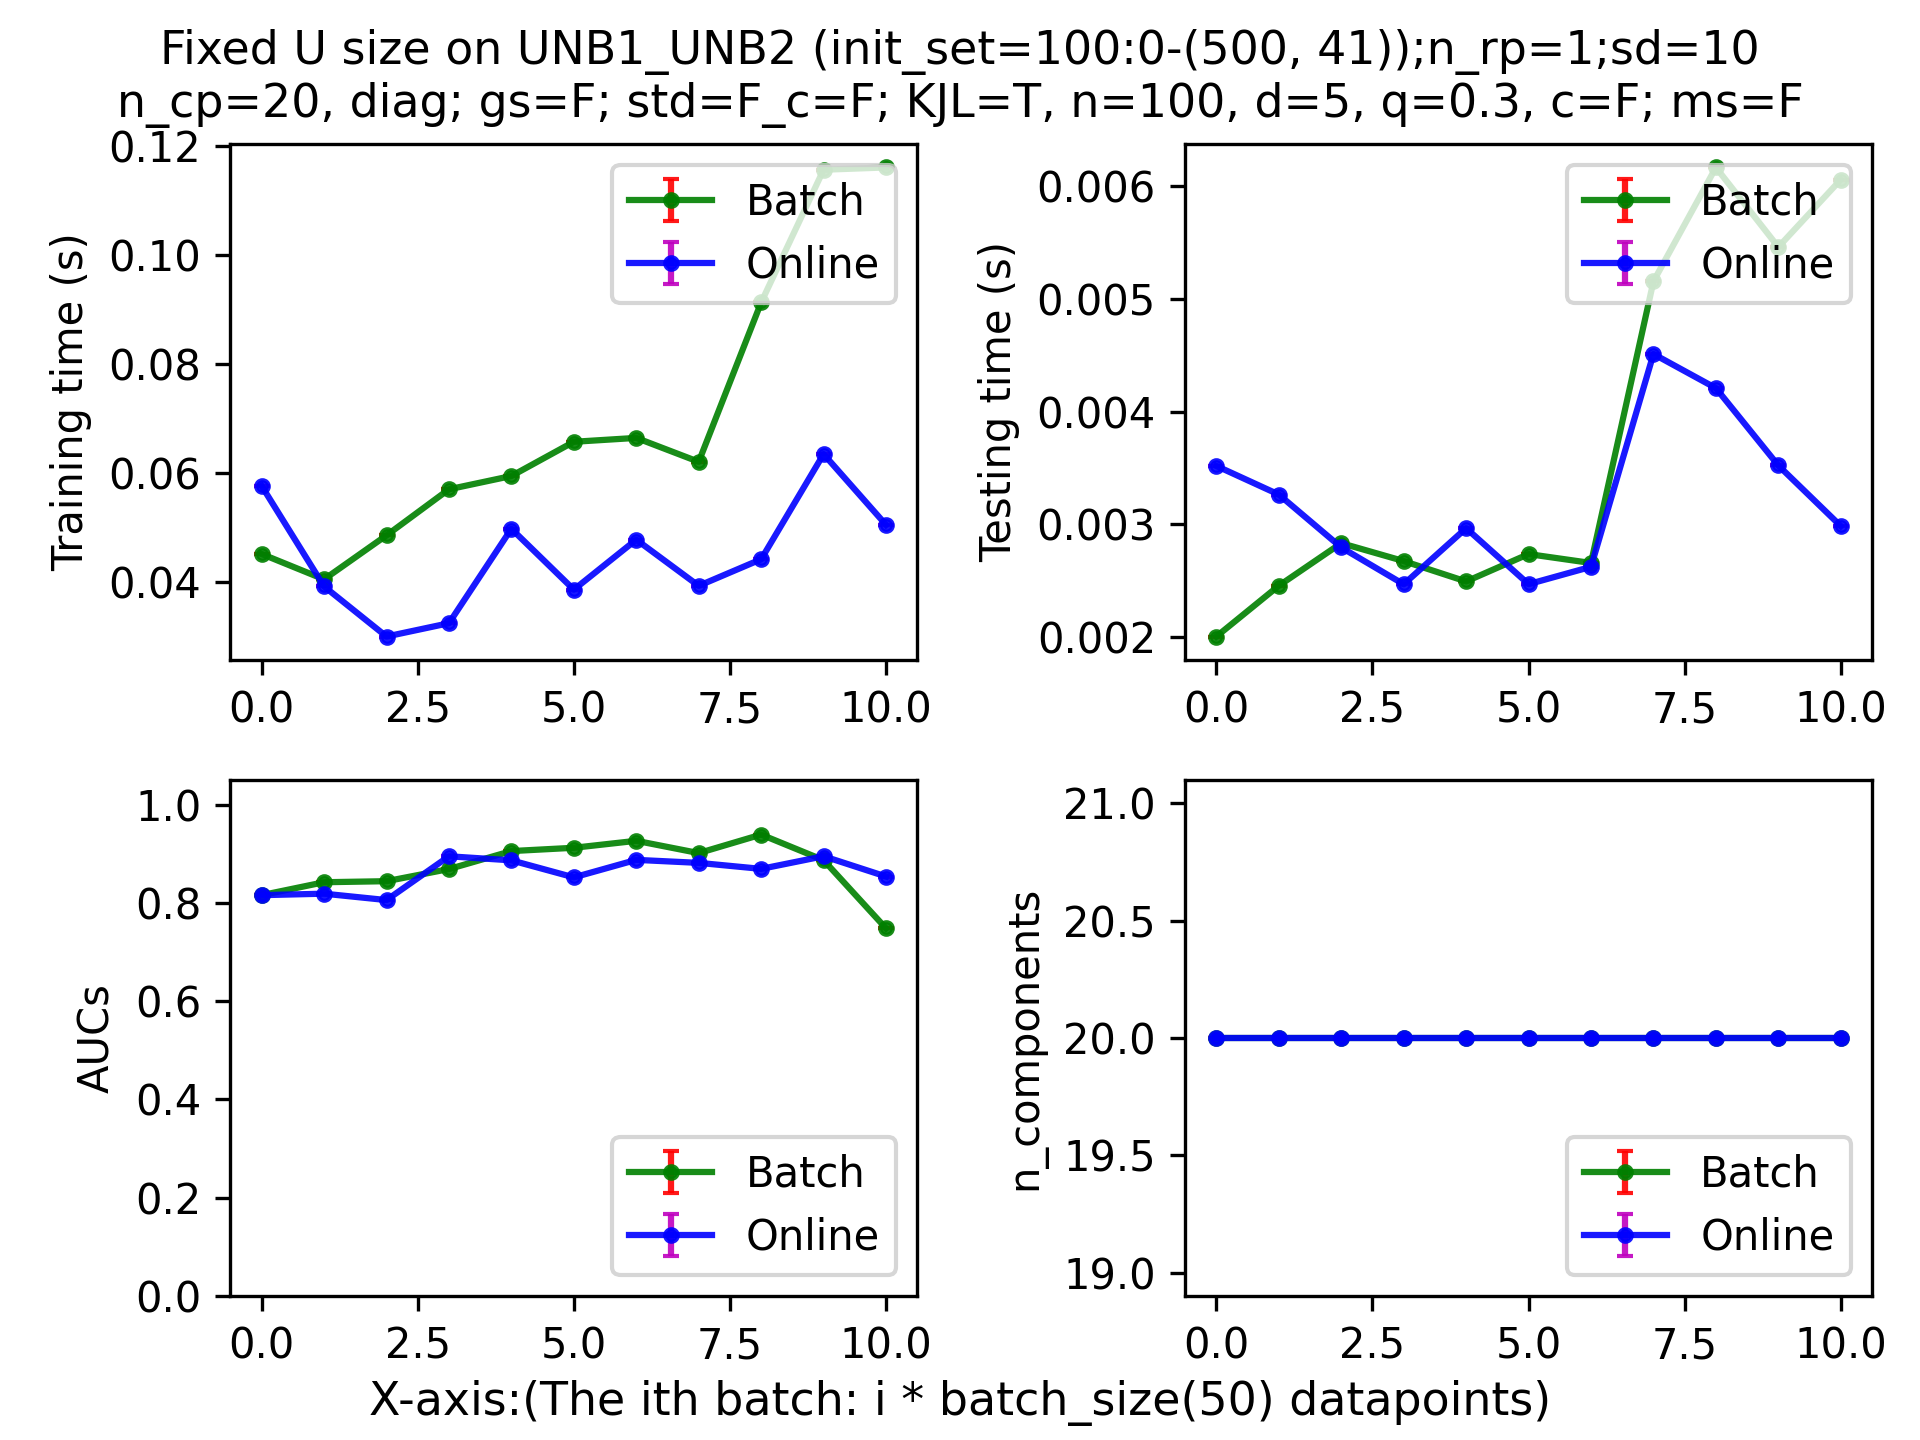 Fixed U size on UNB1_UNB2 (init_set=100:0-(500, 41));n_rp=1;sd=10
n_cp=20, diag; gs=F; std=F_c=F; KJL=T, n=100, d=5, q=0.3, c=F; ms=F
Training time (s)
0.12
0.10
0.08
0.06
0.04
0.0 2.5 5.0 7.5 10.0
Batch
Online
Testing time (s)
0.006
0.005
0.004
0.003
0.002
0.0 2.5 5.0 7.5 10.0
Batch
Online
AUCs
1.0
0.8
0.6
0.4
0.2
0.0
0.0 2.5 5.0 7.5 10.0
Batch
Online
n_components
21.0
20.5
20.0
19.5
19.0
0.0 2.5 5.0 7.5 10.0
Batch
Online
X-axis:(The ith batch: i * batch_size(50) datapoints)